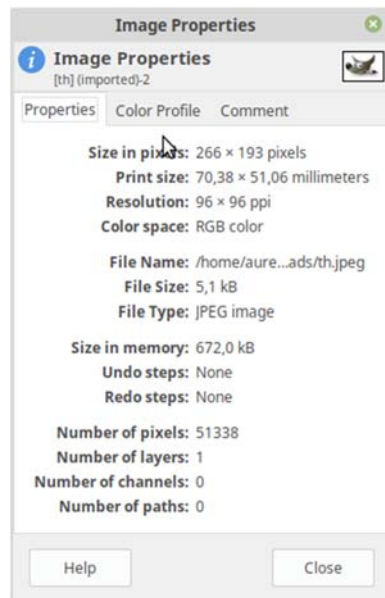 Image Properties
Image Properties
[th] (imported)-2
Properties Color Profile Comment
Size in pixels: 266 × 193 pixels
Print size: 70,38 × 51,06 millimeters
Resolution: 96 × 96 ppi
Color space: RGB color
File Name: /home/aure...ads/th.jpeg
File Size: 5,1 kB
File Type: JPEG image
Size in memory: 672,0 kB
Undo steps: None
Redo steps: None
Number of pixels: 51338
Number of layers: 1
Number of channels: 0
Number of paths: 0
Help Close